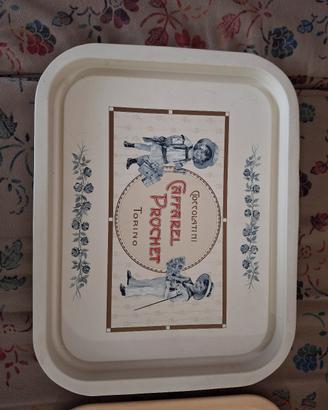 CIOCCOLATINI
CAFFAREL
PROCHET
TORINO